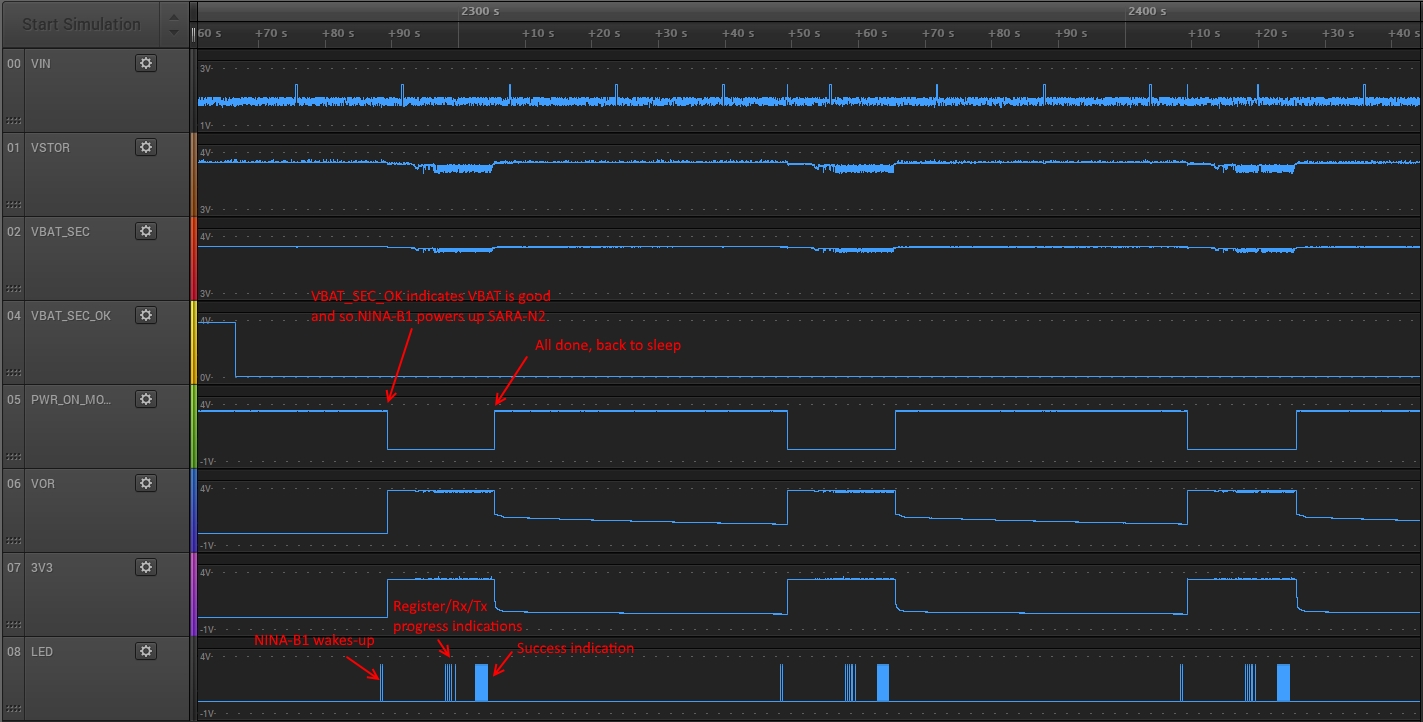 Start Simulation
2300 s
2400 s
60 s
+70 s
+80 s
+90 s
+10 s
+20 s
+30 s
+40 s
+50 s
+60 s
+70 s
+80 s
+90 s
+10 s
+20 s
+30 s
+40 s
00 VIN
3V
1V
01 VSTOR
4V
3V
02 VBAT_SEC
4V
3V
VBAT_SEC_OK indicates VBAT is good
and so NINA-B1 powers up SARA-N2.
04 VBAT_SEC_OK
4V
0V
All done, back to sleep
05 PWR_ON_MO...
4V
-1V
06 VOR
4V
-1V
07 3V3
4V
-1V
Register/Rx/Tx
progress indications
08 LED
4V
-1V
NINA-B1 wakes-up
Success indication